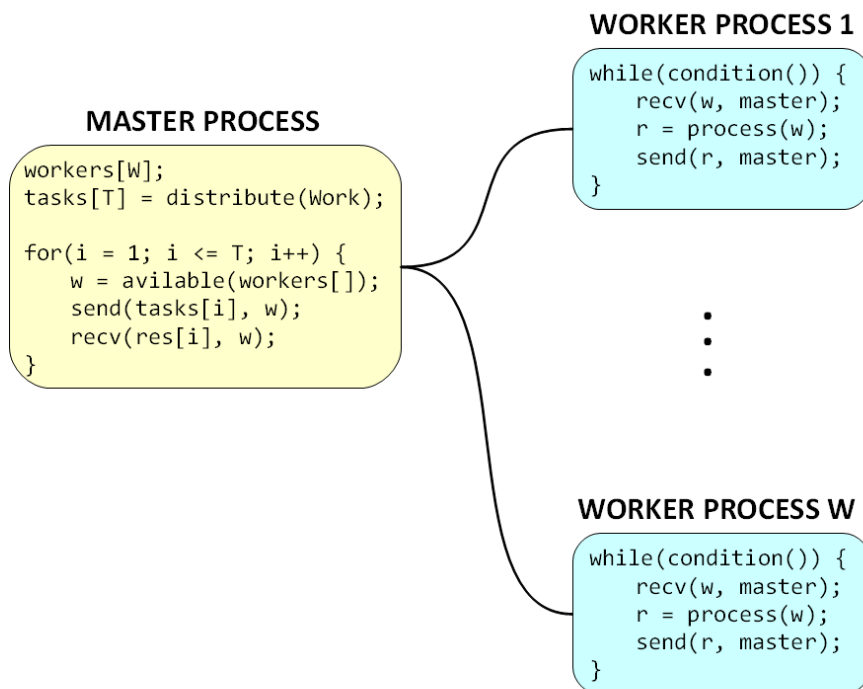 MASTER PROCESS
workers[W];
tasks[T] = distribute(Work);
for(i = 1; i <= T; i++) {
w = avilable(workers[]);
send(tasks[i], w);
recv(res[i], w);
}
WORKER PROCESS 1
while(condition()) {
recv(w, master);
r = process(w);
send(r, master);
}
WORKER PROCESS W
while(condition()) {
recv(w, master);
r = process(w);
send(r, master);
}